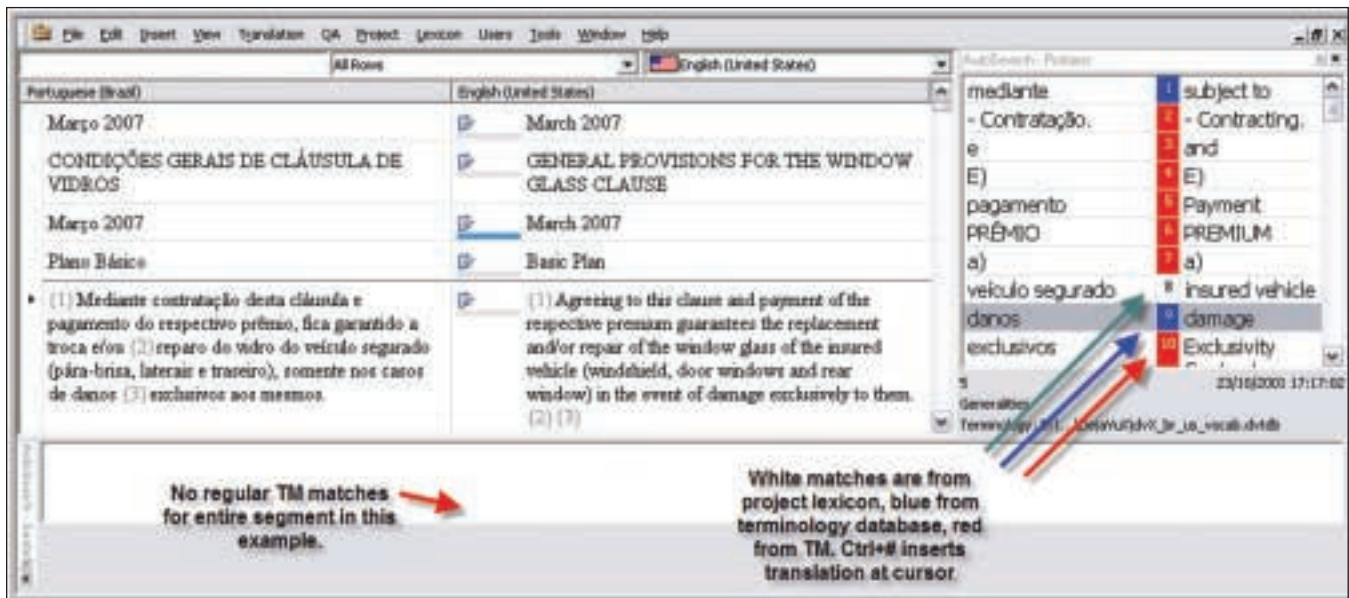 File Edit Insert View Translation QA Project Lexicon Users Tools Window Help
All Rows
English (United States)
Portuguese (Brazil)
English (United States)
Março 2007
March 2007
CONDIÇÕES GERAIS DE CLÁUSULA DE
VIDROS
GENERAL PROVISIONS FOR THE WINDOW
GLASS CLAUSE
Março 2007
March 2007
Plano Básico
Basic Plan
{1} Mediante contratação desta cláusula e
pagamento do respectivo prêmio, fica garantido a
troca e/ou {2} reparo do vidro do veículo segurado
(pára-brisa, laterais e traseiro), somente nos casos
de danos {3} exclusivos aos mesmos.
{1} Agreeing to this clause and payment of the
respective premium guarantees the replacement
and/or repair of the window glass of the insured
vehicle (windshield, door windows and rear
window) in the event of damage exclusively to them.
{2} {3}
AutoSearch - Portions
mediante 1 subject to
- Contratação. 2 - Contracting.
e 3 and
E) 4 E)
pagamento 5 Payment
PRÊMIO 6 PREMIUM
a) 7 a)
veículo segurado 8 insured vehicle
danos 9 damage
exclusivos 10 Exclusivity
5 23/10/2003 17:17:02
Generalities
No regular TM matches
for entire segment in this
example.
White matches are from
project lexicon, blue from
terminology database, red
from TM. Ctrl+# inserts
translation at cursor